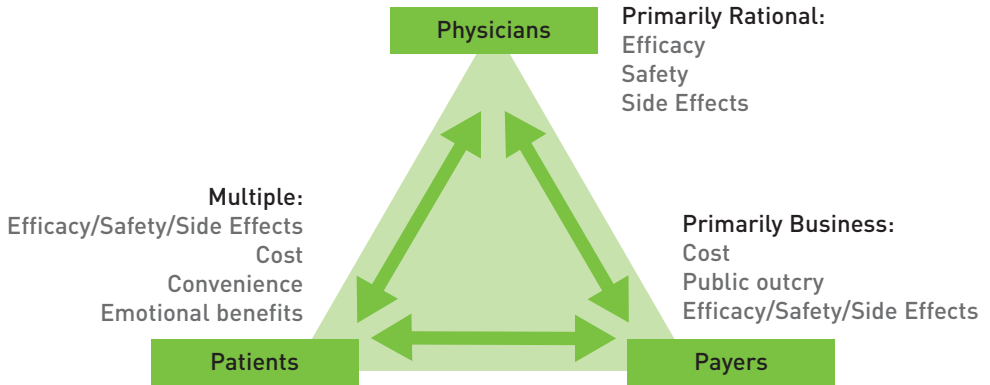 Physicians
Primarily Rational:
Efficacy
Safety
Side Effects
Multiple:
Efficacy/Safety/Side Effects
Cost
Convenience
Emotional benefits
Primarily Business:
Cost
Public outcry
Efficacy/Safety/Side Effects
Patients
Payers